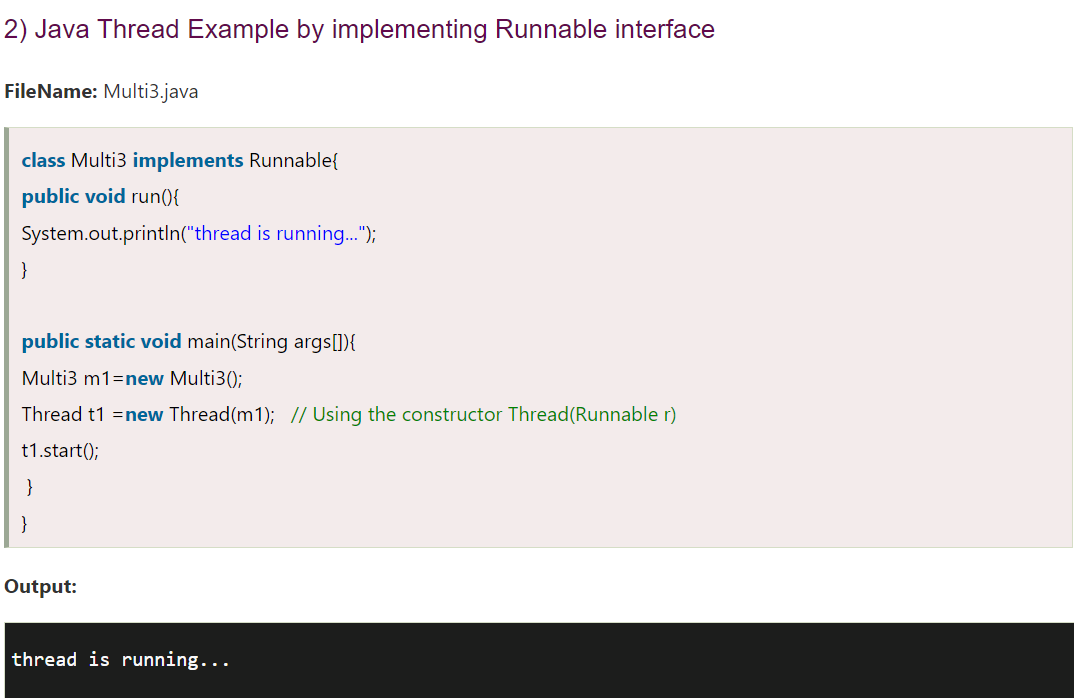 2) Java Thread Example by implementing Runnable interface
FileName: Multi3.java
class Multi3 implements Runnable{
public void run(){
System.out.println("thread is running...");
}
public static void main(String args[]){
Multi3 m1=new Multi3();
Thread t1 =new Thread(m1);   // Using the constructor Thread(Runnable r)
t1.start();
 }
}
Output:
thread is running...